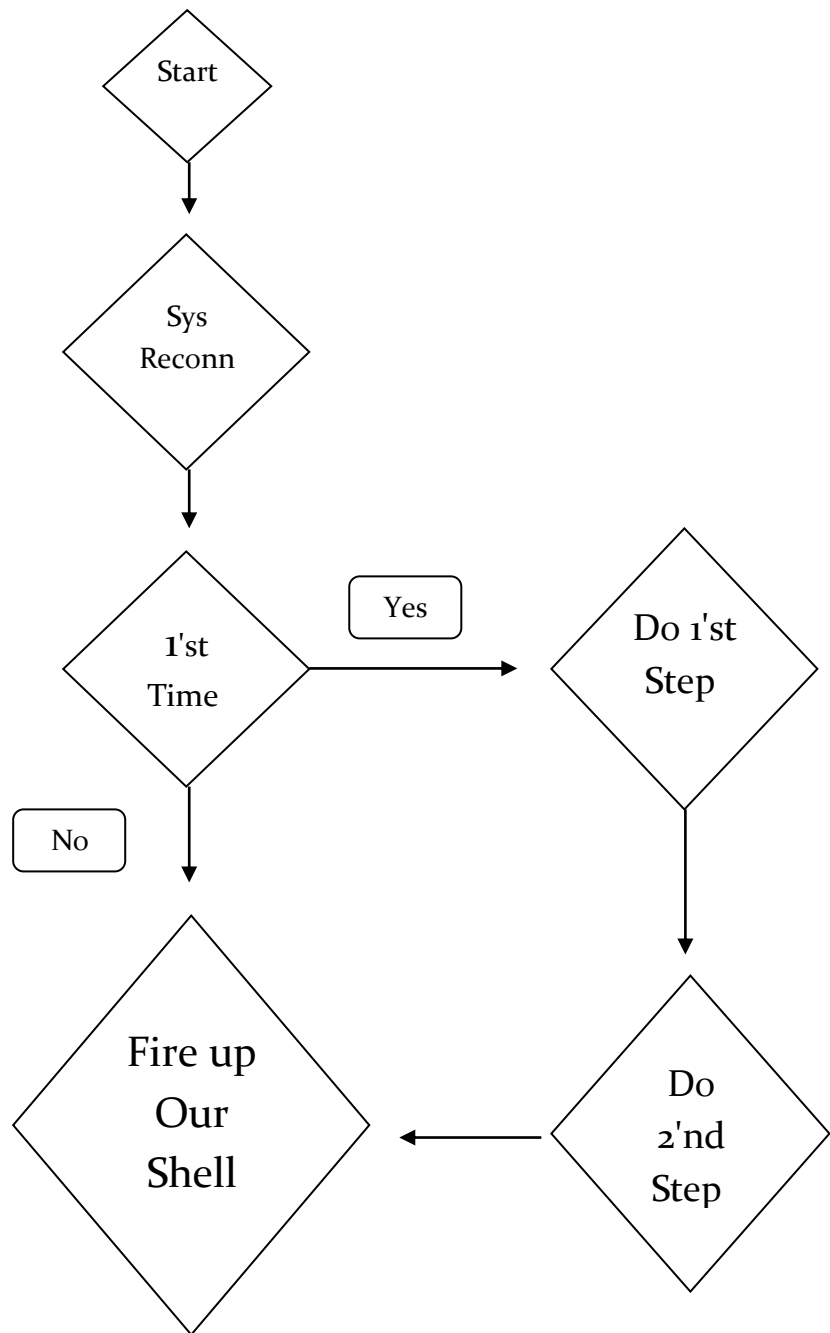 Start
Sys
Reconn
1'st
Time
Yes
Do 1'st
Step
No
Fire up
Our
Shell
Do
2'nd
Step